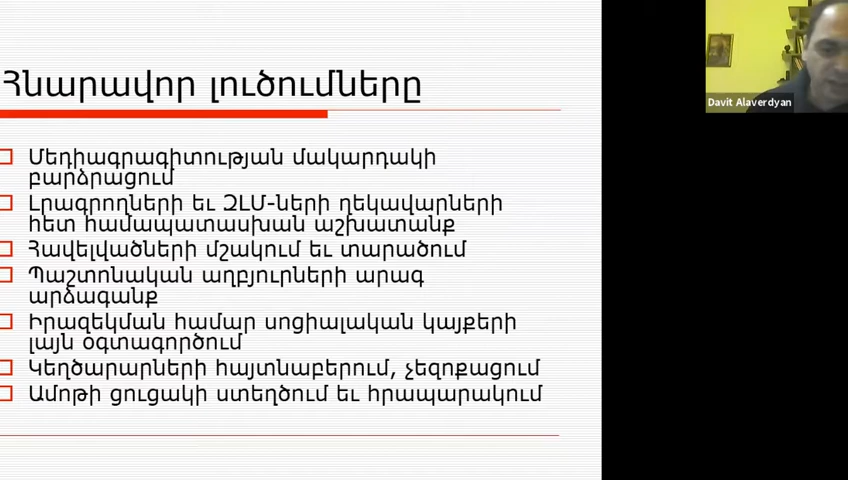 Հնարավոր լուծումները
Մեդիագրագիտության մակարդակի
բարձրացում
Լրագրողների եւ ԶԼՄ-ների ղեկավարների
հետ համապատասխան աշխատանք
Հավելվածների մշակում եւ տարածում
Պաշտոնական աղբյուրների արագ
արձագանք
Իրազեկման համար սոցիալական կայքերի
լայն օգտագործում
Կեղծարարների հայտնաբերում, չեզոքացում
Ամոթի ցուցակի ստեղծում եւ հրապարակում
Davit Alaverdyan